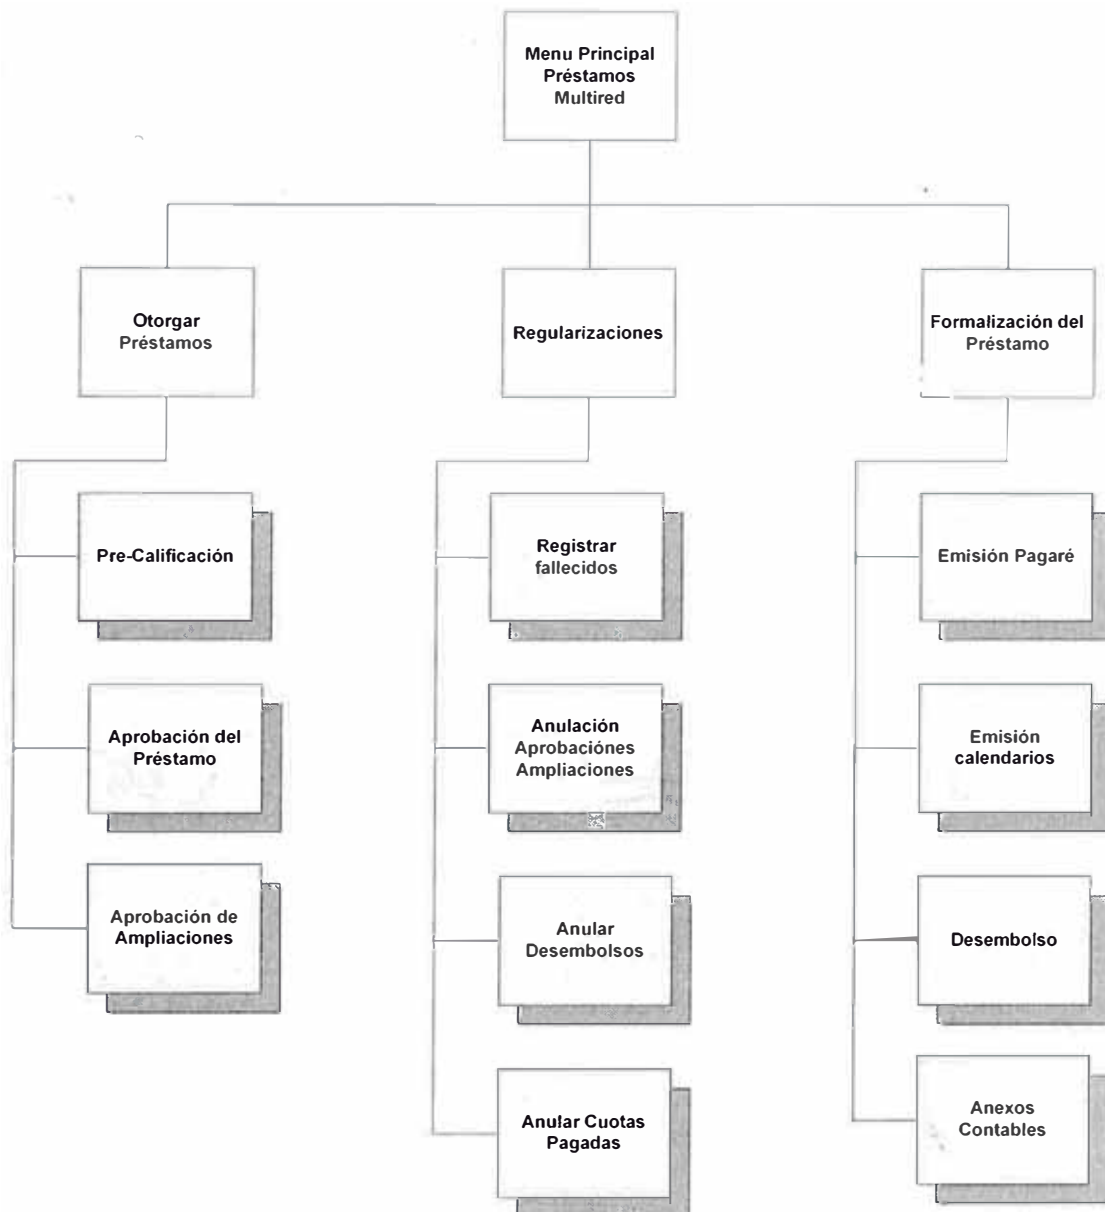 Menu Principal
Préstamos
Multired
Otorgar
Préstamos
Regularizaciones
Formalización del
Préstamo
Pre-Calificación
Aprobación del
Préstamo
Aprobación de
Ampliaciones
Registrar
fallecidos
Anulación
Aprobaciónes
Ampliaciones
Anular
Desembolsos
Anular Cuotas
Pagadas
Emisión Pagaré
Emisión
calendarios
Desembolso
Anexos
Contables